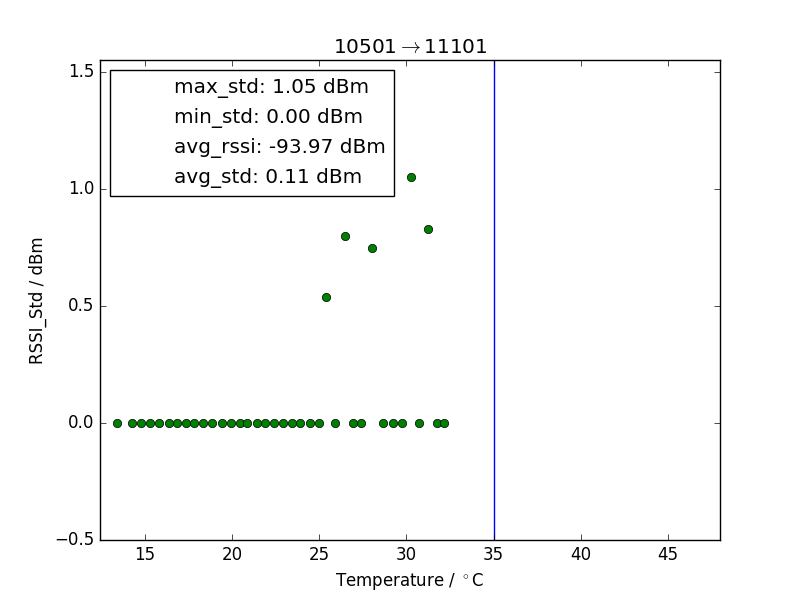 10501→11101
max_std: 1.05 dBm
min_std: 0.00 dBm
avg_rssi: -93.97 dBm
avg_std: 0.11 dBm
1.5
1.0
0.5
0.0
−0.5
RSSI_Std / dBm
15 20 25 30 35 40 45
Temperature / °C